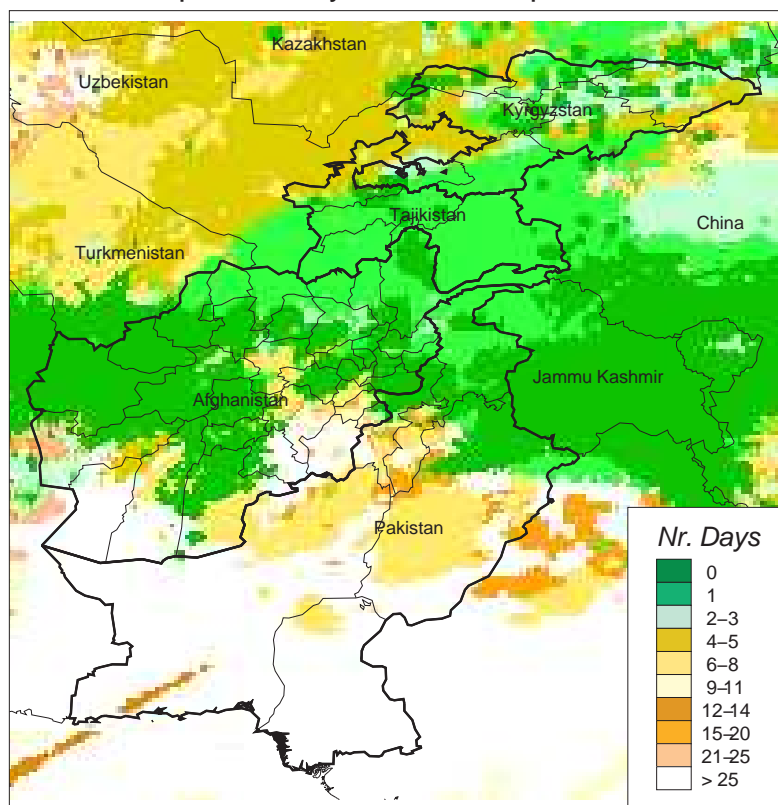 Kazakhstan
Uzbekistan
Kyrgyzstan
Tajikistan
China
Turkmenistan
Jammu Kashmir
Afghanistan
Pakistan
Nr. Days
0
1
2–3
4–5
6–8
9–11
12–14
15–20
21–25
> 25